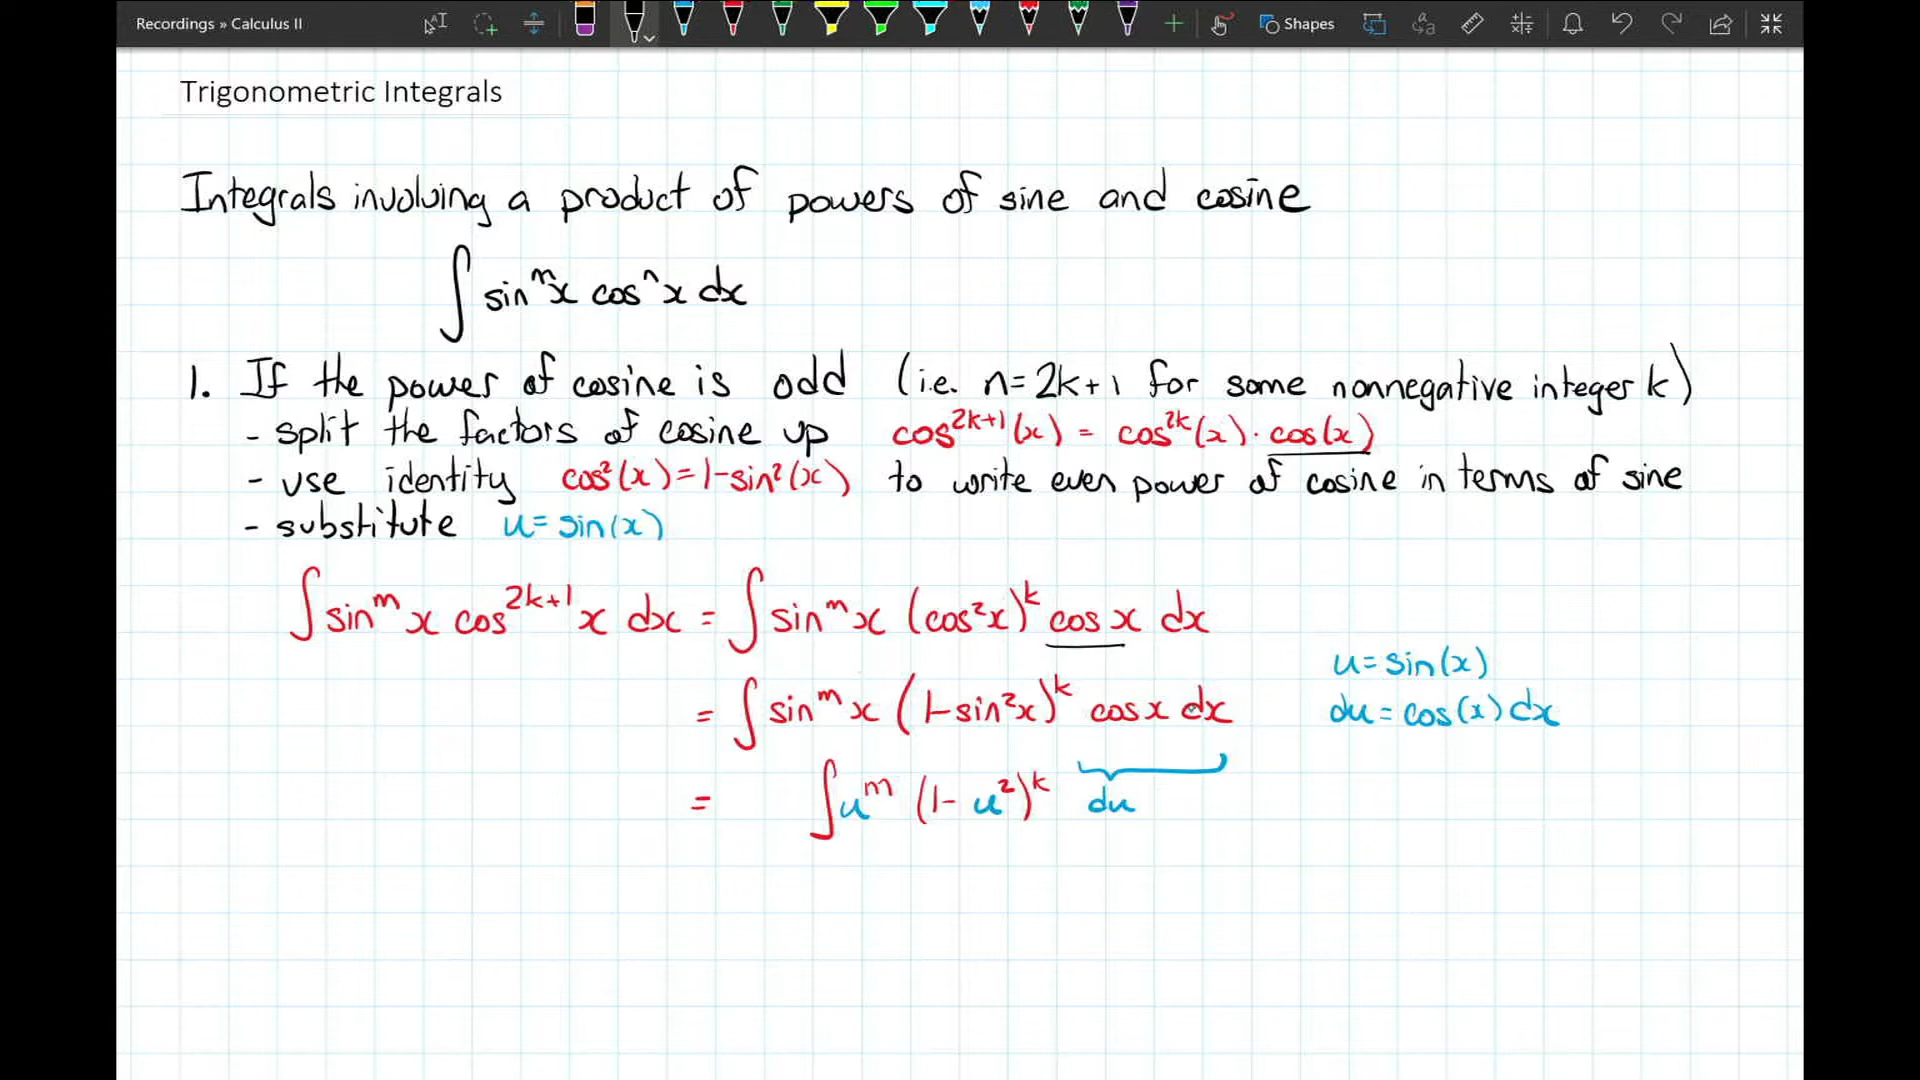 Recordings » Calculus II
Shapes
Trigonometric Integrals
Integrals involving a product of powers of sine and cosine
∫ sinᵐx cosⁿx dx
1. If the power of cosine is odd (i.e. n=2k+1 for some nonnegative integer k)
- split the factors of cosine up cos²ᵏ⁺¹(x) = cos²ᵏ(x) · cos(x)
- use identity cos²(x)=1-sin²(x) to write even power of cosine in terms of sine
- substitute u=sin(x)
∫ sinᵐx cos²ᵏ⁺¹x dx = ∫ sinᵐx (cos²x)ᵏ cos x dx
u=sin(x)
= ∫ sinᵐx (1-sin²x)ᵏ cos x dx du=cos(x)dx
= ∫ uᵐ (1-u²)ᵏ du